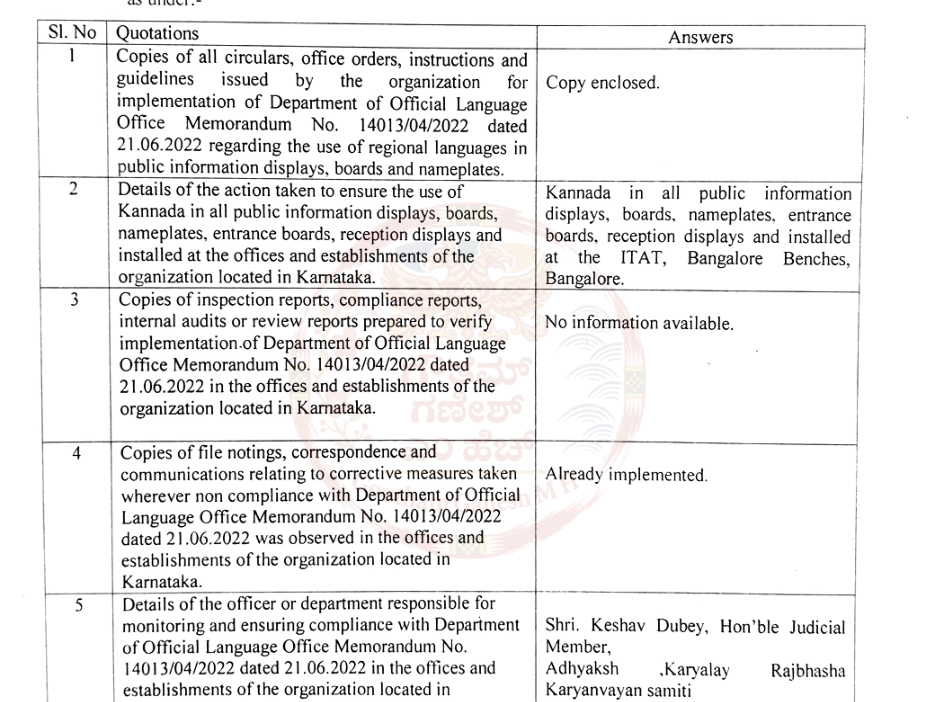 as under:-
Sl. No Quotations Answers
1 Copies of all circulars, office orders, instructions and
guidelines issued by the organization for
implementation of Department of Official Language
Office Memorandum No. 14013/04/2022 dated
21.06.2022 regarding the use of regional languages in
public information displays, boards and nameplates.
Copy enclosed.
2 Details of the action taken to ensure the use of
Kannada in all public information displays, boards,
nameplates, entrance boards, reception displays and
installed at the offices and establishments of the
organization located in Karnataka.
Kannada in all public information
displays, boards, nameplates, entrance
boards, reception displays and installed
at the ITAT, Bangalore Benches,
Bangalore.
3 Copies of inspection reports, compliance reports,
internal audits or review reports prepared to verify
implementation.of Department of Official Language
Office Memorandum No. 14013/04/2022 dated
21.06.2022 in the offices and establishments of the
organization located in Karnataka.
No information available.
4 Copies of file notings, correspondence and
communications relating to corrective measures taken
wherever non compliance with Department of Official
Language Office Memorandum No. 14013/04/2022
dated 21.06.2022 was observed in the offices and
establishments of the organization located in
Karnataka.
Already implemented.
5 Details of the officer or department responsible for
monitoring and ensuring compliance with Department
of Official Language Office Memorandum No.
14013/04/2022 dated 21.06.2022 in the offices and
establishments of the organization located in
Shri. Keshav Dubey, Hon'ble Judicial
Member,
Adhyaksh ,Karyalay Rajbhasha
Karyanvayan samiti
ಗೌತಮ್
ಗಣೇಶ್
ಎಂ ಹೆಚ್
M H